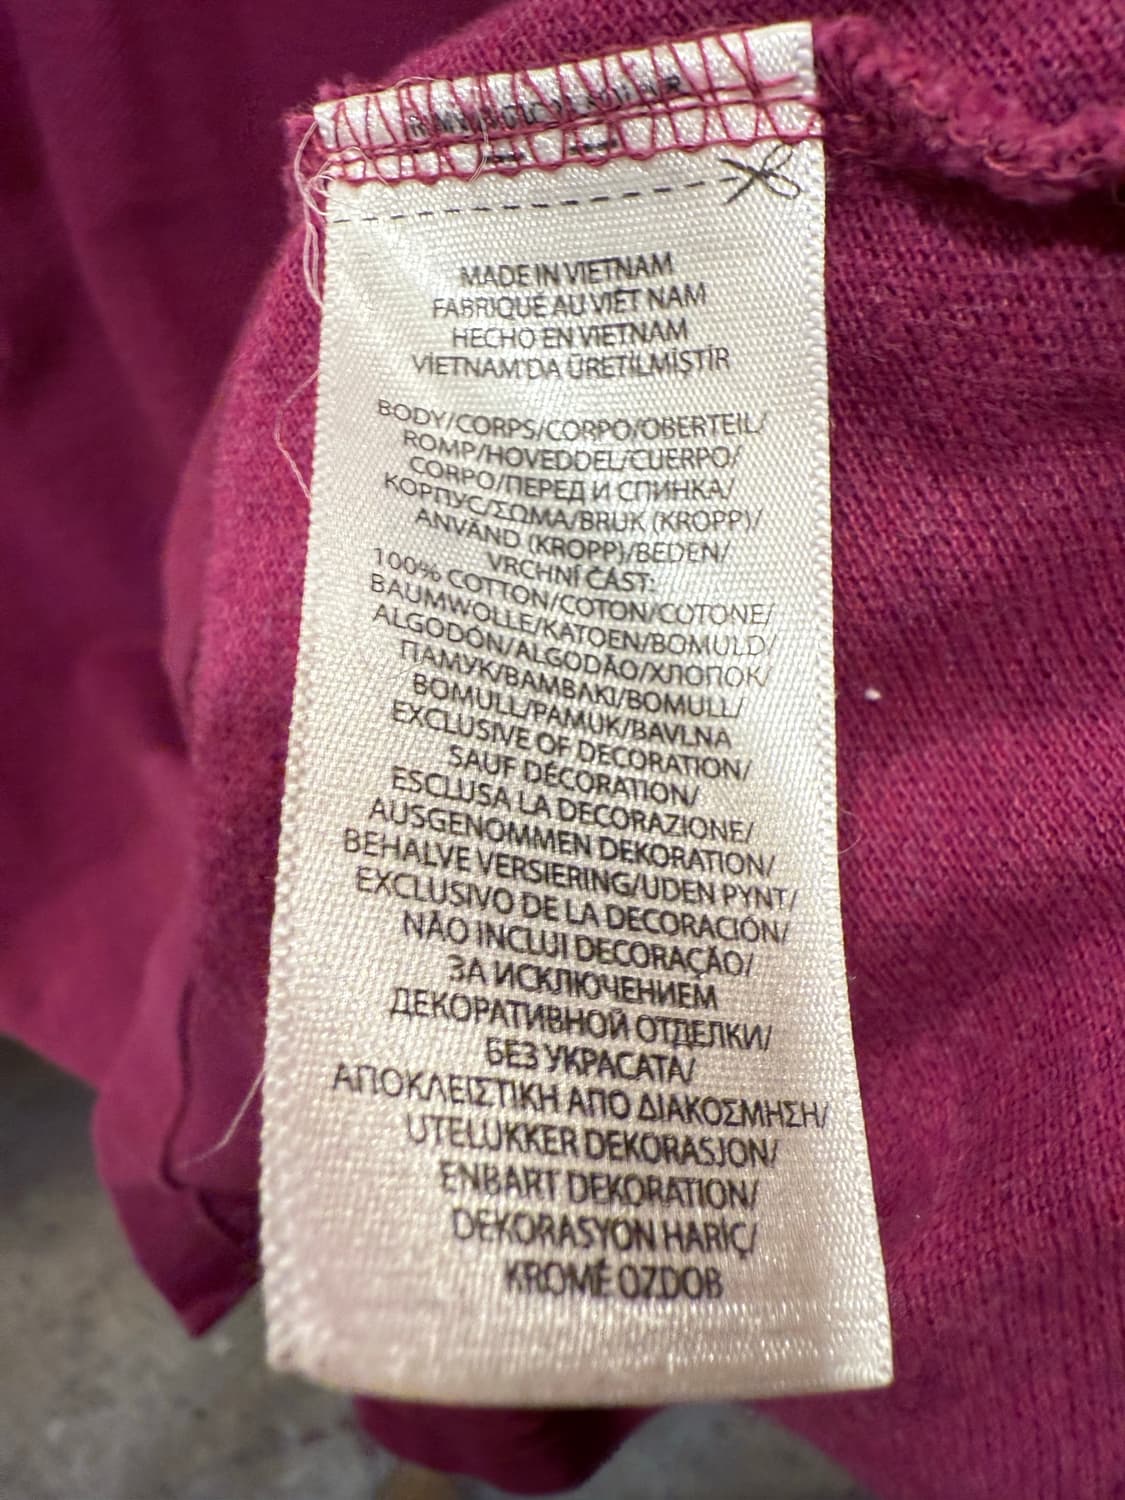 MADE IN VIETNAM
FABRIQUÉ AU VIÊT NAM
HECHO EN VIETNAM
VİETNAM'DA ÜRETİLMİŞTİR
BODY/CORPS/CORPO/OBERTEIL/
ROMP/HOVEDDEL/CUERPO/
CORPO/ПЕРЕД И СПИНКА/
КОРПУС/ΣΩΜΑ/BRUK (KROPP)/
ANVÄND (KROPP)/BEDEN/
VRCHNÍ ČÁST:
100% COTTON/COTON/COTONE/
BAUMWOLLE/KATOEN/BOMULD/
ALGODÓN/ALGODÃO/ХЛОПОК/
ПАМУК/ΒΑΜΒΑΚΙ/BOMULL/
BOMULL/PAMUK/BAVLNA
EXCLUSIVE OF DECORATION/
SAUF DÉCORATION/
ESCLUSA LA DECORAZIONE/
AUSGENOMMEN DEKORATION/
BEHALVE VERSIERING/UDEN PYNT/
EXCLUSIVO DE LA DECORACIÓN/
NÃO INCLUI DECORAÇÃO/
ЗА ИСКЛЮЧЕНИЕМ
ДЕКОРАТИВНОЙ ОТДЕЛКИ/
БЕЗ УКРАСАТА/
ΑΠΟΚΛΕΙΣΤΙΚΗ ΑΠΟ ΔΙΑΚΟΣΜΗΣΗ/
UTELUKKER DEKORASJON/
ENBART DEKORATION/
DEKORASYON HARİÇ/
KROMĚ OZDOB